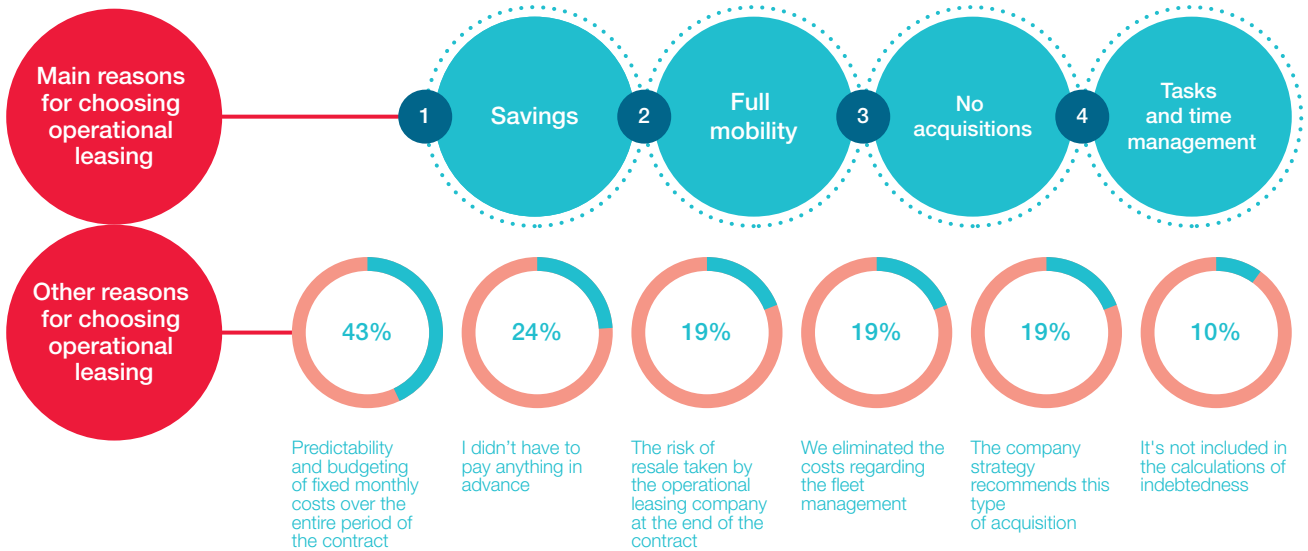 Main reasons
for choosing
operational
leasing
1
Savings
2
Full
mobility
3
No
acquisitions
4
Tasks
and time
management
Other reasons
for choosing
operational
leasing
43%
24%
19%
19%
19%
10%
Predictability
and budgeting
of fixed monthly
costs over the
entire period of
the contract
I didn't have to
pay anything in
advance
The risk of
resale taken by
the operational
leasing company
at the end of the
contract
We eliminated the
costs regarding
the fleet
management
The company
strategy
recommends this
type
of acquisition
It's not included in
the calculations of
indebtedness